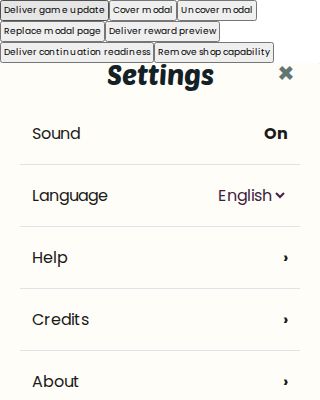 Deliver game update Cover modal Uncover modal
Replace modal page Deliver reward preview
Deliver continuation readiness Remove shop capability
Settings ✖
Sound On
Language English
Help ›
Credits ›
About ›